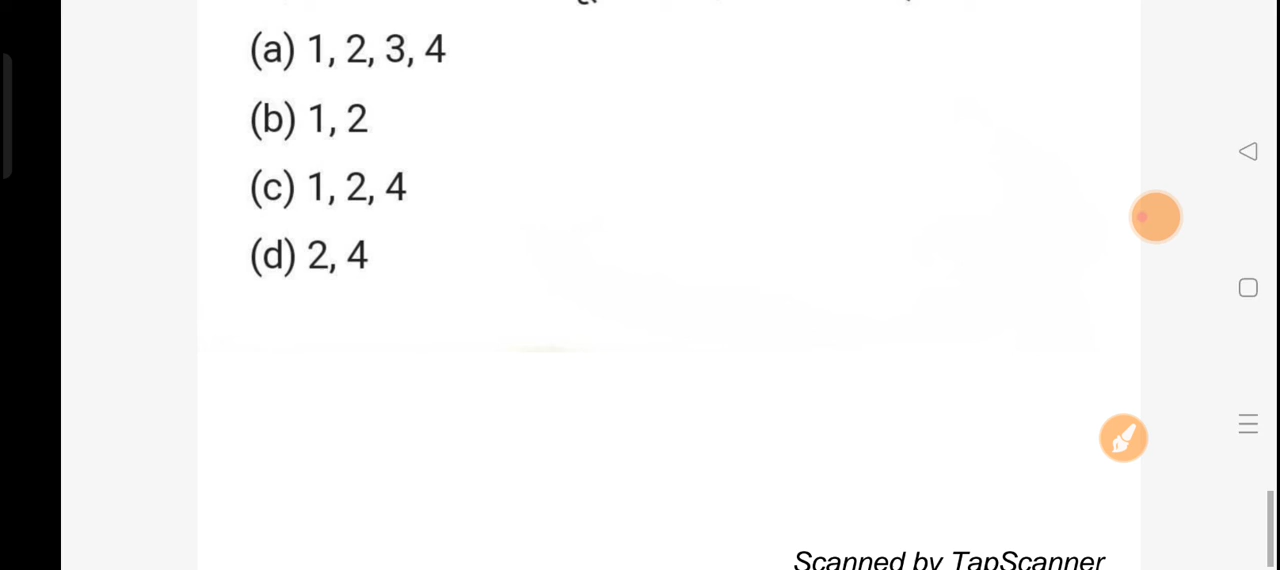 (a) 1, 2, 3, 4
(b) 1, 2
(c) 1, 2, 4
(d) 2, 4
Scanned by TapScanner